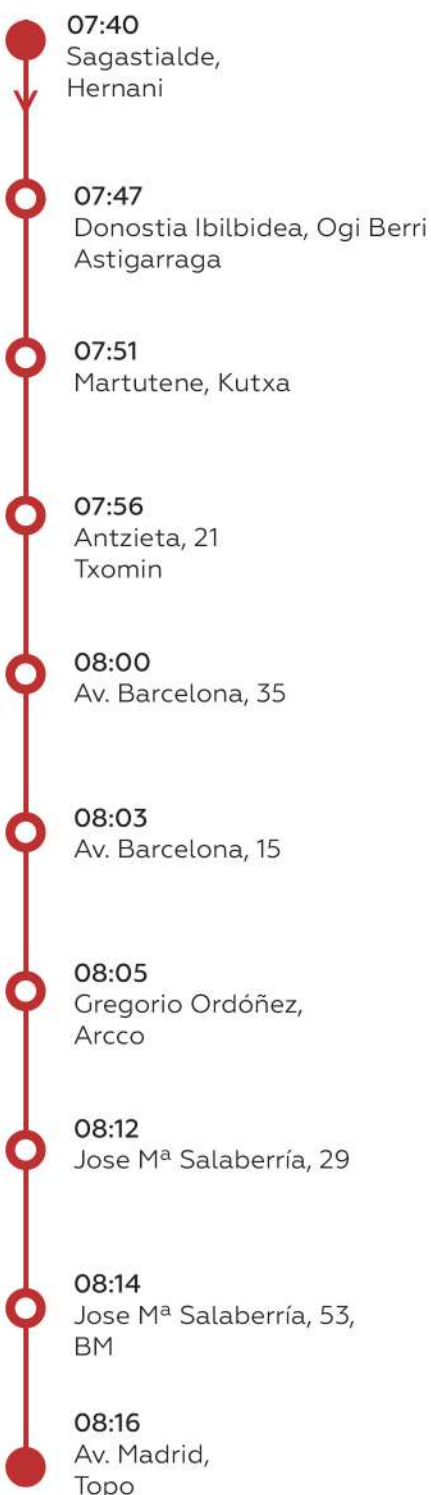 07:40
Sagastialde,
Hernani
07:47
Donostia Ibilbidea, Ogi Berri
Astigarraga
07:51
Martutene, Kutxa
07:56
Antzieta, 21
Txomin
08:00
Av. Barcelona, 35
08:03
Av. Barcelona, 15
08:05
Gregorio Ordóñez,
Arcco
08:12
Jose Mª Salaberría, 29
08:14
Jose Mª Salaberría, 53,
BM
08:16
Av. Madrid,
Topo